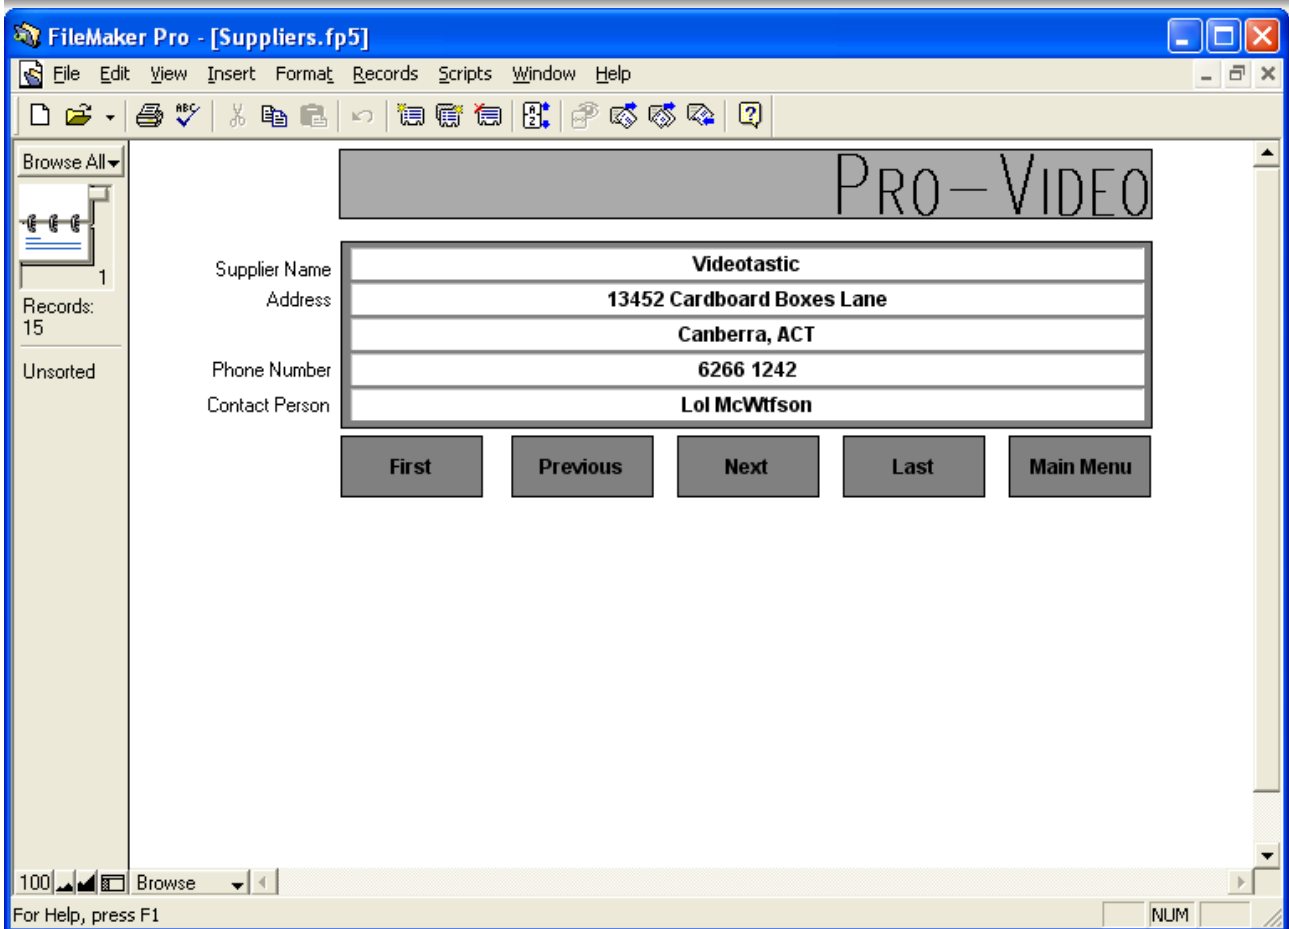 FileMaker Pro - [Suppliers.fp5]
File Edit View Insert Format Records Scripts Window Help
Browse All
1
Records:
15
Unsorted
PRO-VIDEO
Supplier Name Videotastic
Address 13452 Cardboard Boxes Lane
Canberra, ACT
Phone Number 6266 1242
Contact Person Lol McWtfson
First Previous Next Last Main Menu
100 Browse
For Help, press F1 NUM